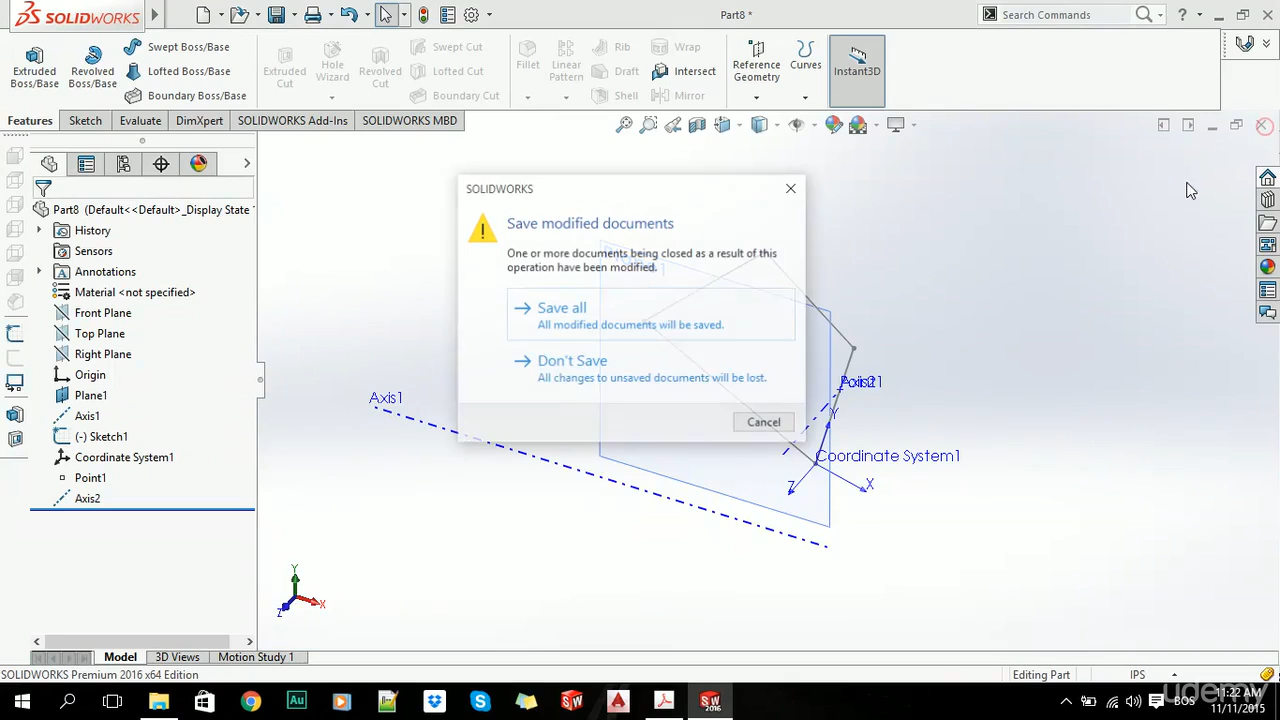 SOLIDWORKS
Part8 *
Search Commands
Extruded Boss/Base
Revolved Boss/Base
Swept Boss/Base
Lofted Boss/Base
Boundary Boss/Base
Extruded Cut
Hole Wizard
Revolved Cut
Swept Cut
Lofted Cut
Boundary Cut
Fillet
Linear Pattern
Rib
Draft
Shell
Wrap
Intersect
Mirror
Reference Geometry
Curves
Instant3D
Features
Sketch
Evaluate
DimXpert
SOLIDWORKS Add-Ins
SOLIDWORKS MBD
Part8 (Default<<Default>_Display State
History
Sensors
Annotations
Material <not specified>
Front Plane
Top Plane
Right Plane
Origin
Plane1
Axis1
(-) Sketch1
Coordinate System1
Point1
Axis2
SOLIDWORKS
Save modified documents
One or more documents being closed as a result of this
operation have been modified.
Save all
All modified documents will be saved.
Don't Save
All changes to unsaved documents will be lost.
Cancel
Axis1
Y
Coordinate System1
Z
X
Y
X
Z
Model
3D Views
Motion Study 1
SOLIDWORKS Premium 2016 x64 Edition
Editing Part
IPS
udemy
BOS
11:22 AM
11/11/2015